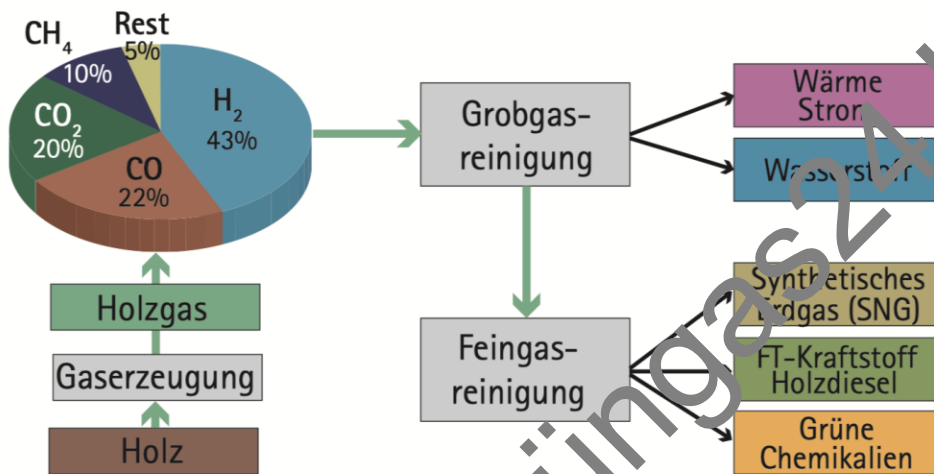 CH₄
10%
Rest
5%
H₂
43%
CO₂
20%
CO
22%
Holzgas
Gaserzeugung
Holz
Grobgas-
reinigung
Feingas-
reinigung
Wärme
Strom
Wasserstoff
Synthetisches
Erdgas (SNG)
FT-Kraftstoff
Holzdiesel
Grüne
Chemikalien